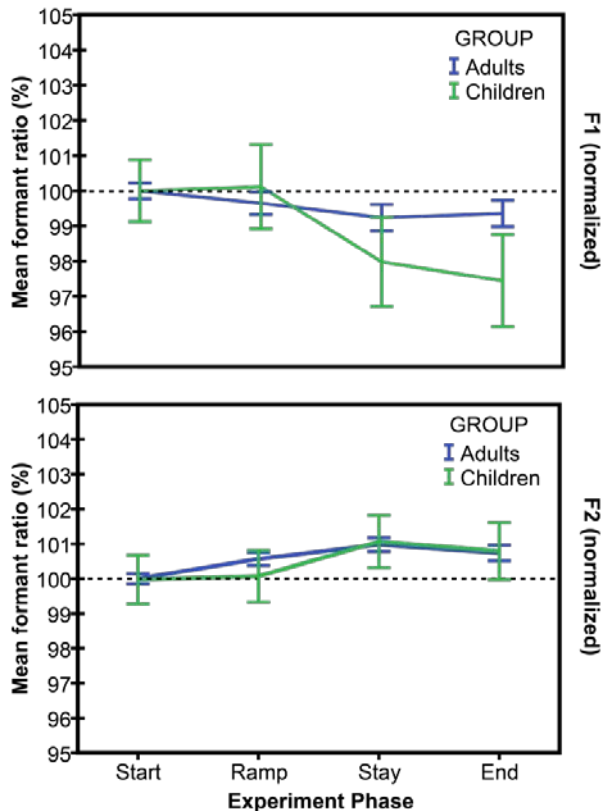 105
104
103
102
101
100
99
98
97
96
95
Mean formant ratio (%)
GROUP
Adults
Children
F1 (normalized)
105
104
103
102
101
100
99
98
97
96
95
Mean formant ratio (%)
GROUP
Adults
Children
F2 (normalized)
Start Ramp Stay End
Experiment Phase